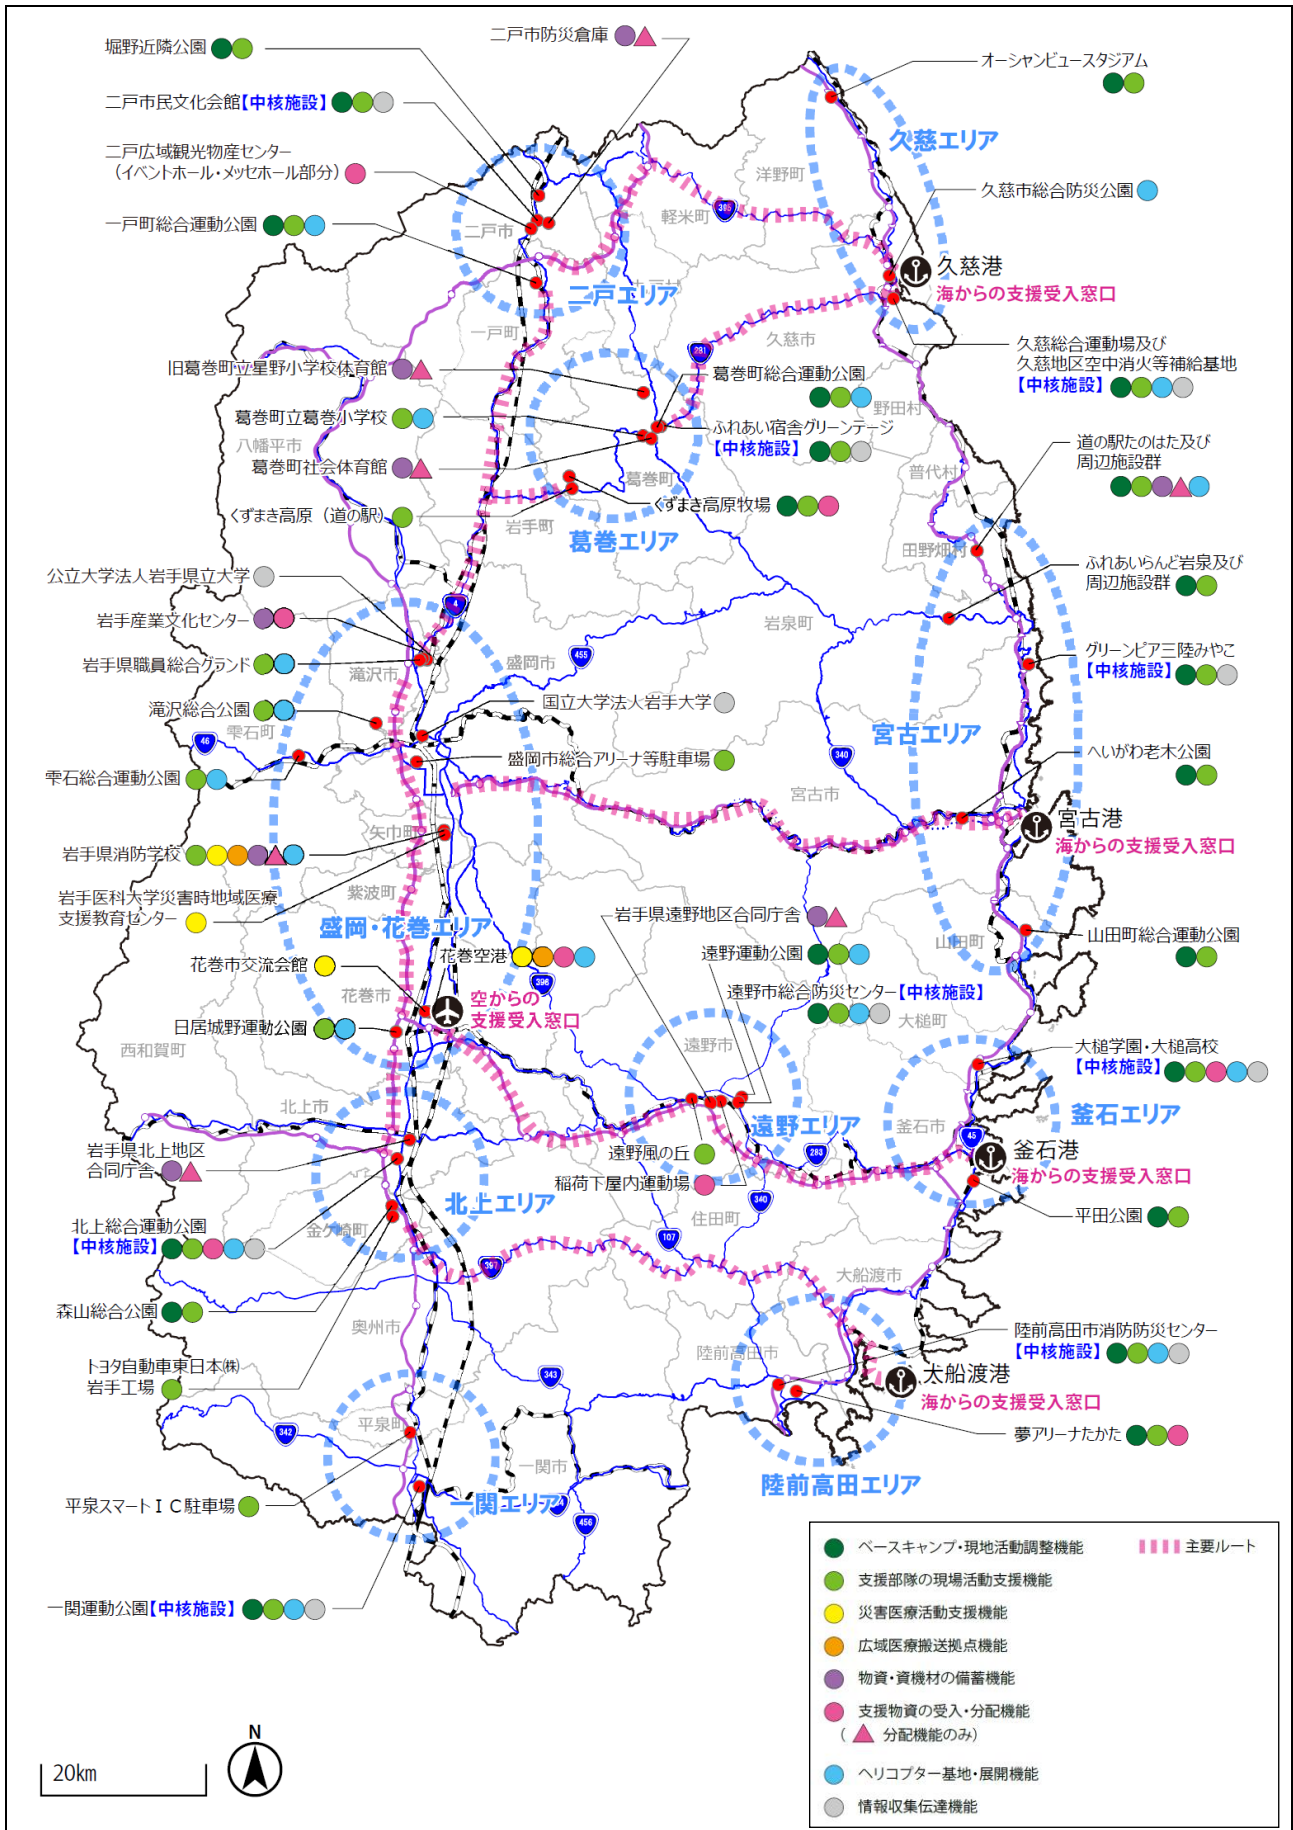 堀野近隣公園
二戸市防災倉庫
オーシャンビュースタジアム
二戸市民文化会館【中核施設】
久慈エリア
二戸広域観光物産センター
（イベントホール・メッセホール部分）
洋野町
久慈市総合防災公園
軽米町
395
一戸町総合運動公園
二戸市
久慈港
海からの支援受入窓口
二戸エリア
一戸町
久慈市
281
久慈総合運動場及び
久慈地区空中消火等補給基地
【中核施設】
旧葛巻町立星野小学校体育館
葛巻町総合運動公園
野田村
葛巻町立葛巻小学校
ふれあい宿舎グリーンテージ
【中核施設】
八幡平市
葛巻町社会体育館
葛巻町
普代村
道の駅たのはた及び
周辺施設群
くずまき高原牧場
くずまき高原（道の駅）
岩手町
葛巻エリア
田野畑村
公立大学法人岩手県立大学
4
ふれあいらんど岩泉及び
周辺施設群
岩手産業文化センター
岩泉町
455
岩手県職員総合グランド
滝沢市
盛岡市
グリーンピア三陸みやこ
【中核施設】
滝沢総合公園
国立大学法人岩手大学
雫石町
46
宮古エリア
340
雫石総合運動公園
盛岡市総合アリーナ等駐車場
へいがわ老木公園
宮古市
宮古港
海からの支援受入窓口
矢巾町
岩手県消防学校
紫波町
岩手医科大学災害時地域医療
支援教育センター
岩手県遠野地区合同庁舎
盛岡・花巻エリア
山田町
山田町総合運動公園
花巻空港
遠野運動公園
花巻市交流会館
396
花巻市
空からの
支援受入窓口
遠野市総合防災センター【中核施設】
大槌町
日居城野運動公園
西和賀町
遠野市
大槌学園・大槌高校
【中核施設】
北上市
遠野エリア
釜石市
釜石エリア
45
岩手県北上地区
合同庁舎
遠野風の丘
283
釜石港
海からの支援受入窓口
稲荷下屋内運動場
340
北上エリア
住田町
平田公園
北上総合運動公園
【中核施設】
金ケ崎町
107
397
大船渡市
森山総合公園
奥州市
陸前高田市消防防災センター
【中核施設】
陸前高田市
トヨタ自動車東日本㈱
岩手工場
343
大船渡港
海からの支援受入窓口
平泉町
342
夢アリーナたかた
一関市
陸前高田エリア
平泉スマートＩＣ駐車場
一関エリア
456
一関運動公園【中核施設】
ベースキャンプ・現地活動調整機能
主要ルート
支援部隊の現場活動支援機能
災害医療活動支援機能
広域医療搬送拠点機能
物資・資機材の備蓄機能
支援物資の受入・分配機能
（ 分配機能のみ）
ヘリコプター基地・展開機能
情報収集伝達機能
N
20km